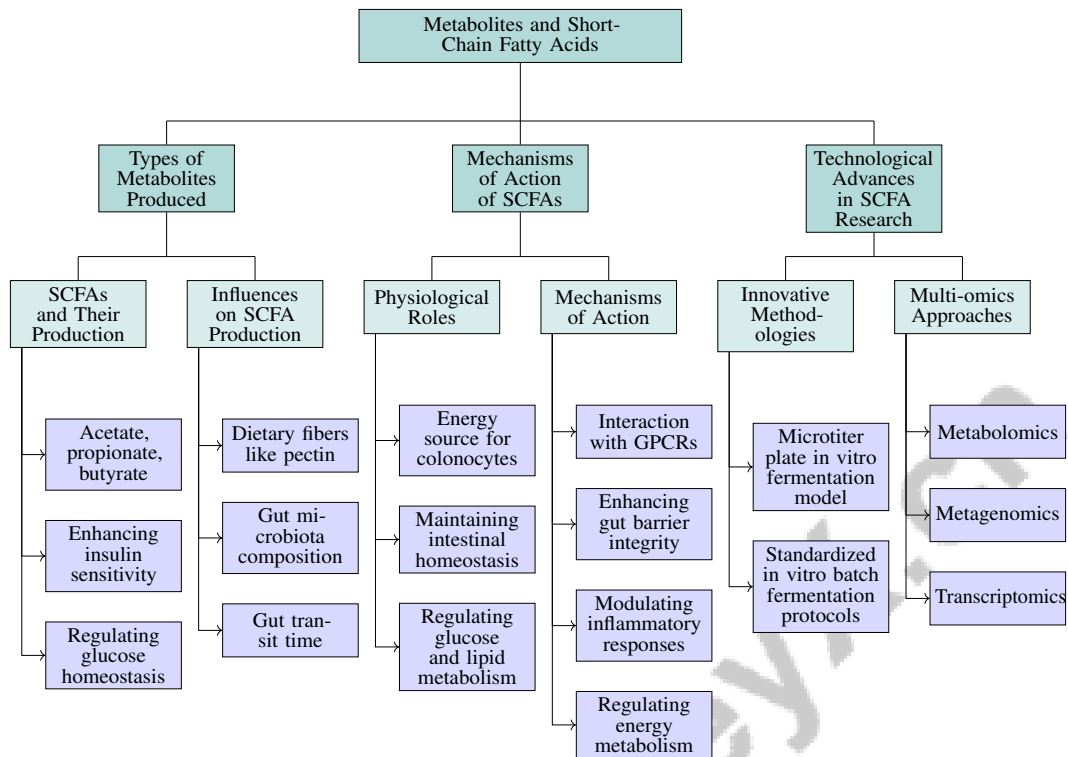 Metabolites and Short-
Chain Fatty Acids
Types of
Metabolites
Produced
Mechanisms
of Action
of SCFAs
Technological
Advances
in SCFA
Research
SCFAs
and Their
Production
Influences
on SCFA
Production
Physiological
Roles
Mechanisms
of Action
Innovative
Method-
ologies
Multi-omics
Approaches
Acetate,
propionate,
butyrate
Enhancing
insulin
sensitivity
Regulating
glucose
homeostasis
Dietary fibers
like pectin
Gut mi-
crobiota
composition
Gut tran-
sit time
Energy
source for
colonocytes
Maintaining
intestinal
homeostasis
Regulating
glucose
and lipid
metabolism
Interaction
with GPCRs
Enhancing
gut barrier
integrity
Modulating
inflammatory
responses
Regulating
energy
metabolism
Microtiter
plate in vitro
fermentation
model
Standardized
in vitro batch
fermentation
protocols
Metabolomics
Metagenomics
Transcriptomics